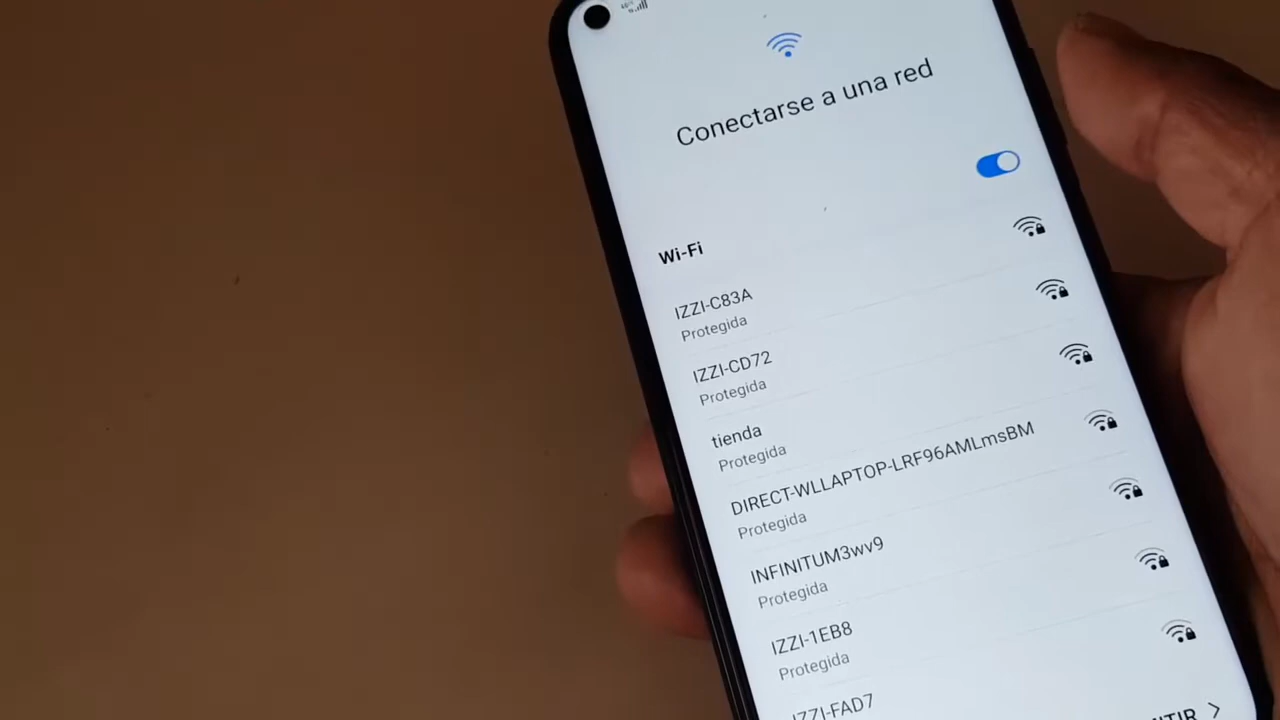 Conectarse a una red
Wi-Fi
IZZI-C83A
Protegida
IZZI-CD72
Protegida
tienda
Protegida
DIRECT-WLLAPTOP-LRF96AMLmsBM
Protegida
INFINITUM3wv9
Protegida
IZZI-1EB8
Protegida
IZZI-FAD7